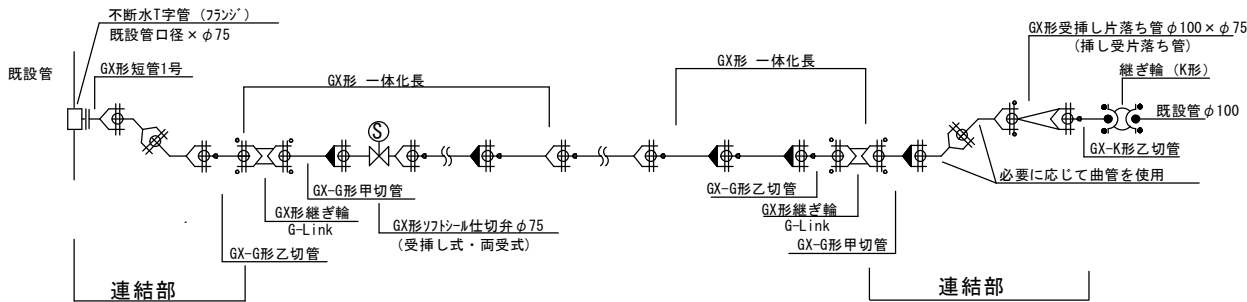 不断水T字管 (フランジ)
既設管口径×φ75
既設管
GX形短管1号
GX形 一体化長
GX形 一体化長
GX形受挿し片落ち管φ100×φ75
(挿し受片落ち管)
継ぎ輪 (K形)
既設管φ100
GX-K形乙切管
必要に応じて曲管を使用
S
GX-G形甲切管
GX形継ぎ輪
G-Link
GX-G形乙切管
GX形ソフトシール仕切弁φ75
(受挿し式・両受式)
GX-G形乙切管
GX形継ぎ輪
G-Link
GX-G形甲切管
連結部
連結部